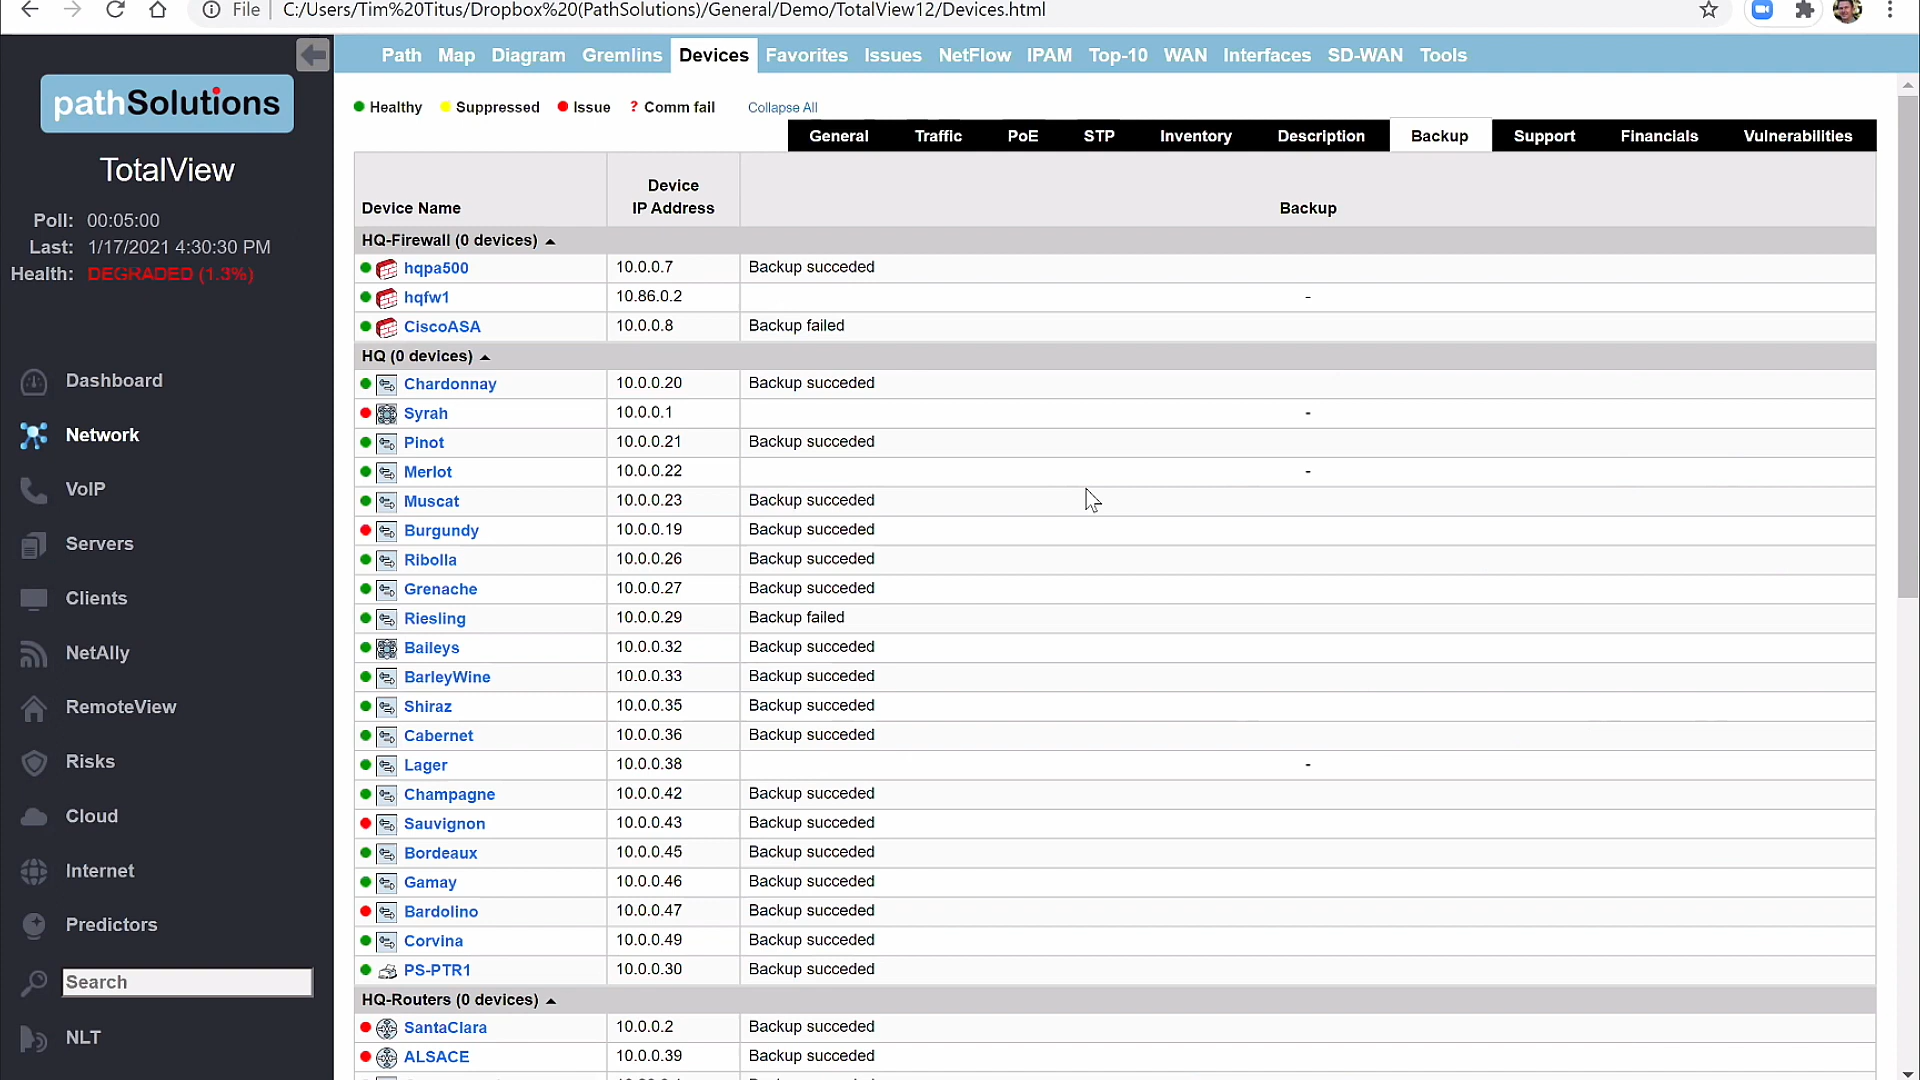 File C:/Users/Tim%20Titus/Dropbox%20(PathSolutions)/General/Demo/TotalView12/Devices.html
Path Map Diagram Gremlins Devices Favorites Issues NetFlow IPAM Top-10 WAN Interfaces SD-WAN Tools
pathSolutions
TotalView
Poll: 00:05:00
Last: 1/17/2021 4:30:30 PM
Health: DEGRADED (1.3%)
Dashboard
Network
VoIP
Servers
Clients
NetAlly
RemoteView
Risks
Cloud
Internet
Predictors
Search
NLT
Healthy Suppressed Issue ? Comm fail Collapse All
General Traffic PoE STP Inventory Description Backup Support Financials Vulnerabilities
Device Name Device IP Address Backup
HQ-Firewall (0 devices)
hqpa500 10.0.0.7 Backup succeded
hqfw1 10.86.0.2 -
CiscoASA 10.0.0.8 Backup failed
HQ (0 devices)
Chardonnay 10.0.0.20 Backup succeded
Syrah 10.0.0.1 -
Pinot 10.0.0.21 Backup succeded
Merlot 10.0.0.22 -
Muscat 10.0.0.23 Backup succeded
Burgundy 10.0.0.19 Backup succeded
Ribolla 10.0.0.26 Backup succeded
Grenache 10.0.0.27 Backup succeded
Riesling 10.0.0.29 Backup failed
Baileys 10.0.0.32 Backup succeded
BarleyWine 10.0.0.33 Backup succeded
Shiraz 10.0.0.35 Backup succeded
Cabernet 10.0.0.36 Backup succeded
Lager 10.0.0.38 -
Champagne 10.0.0.42 Backup succeded
Sauvignon 10.0.0.43 Backup succeded
Bordeaux 10.0.0.45 Backup succeded
Gamay 10.0.0.46 Backup succeded
Bardolino 10.0.0.47 Backup succeded
Corvina 10.0.0.49 Backup succeded
PS-PTR1 10.0.0.30 Backup succeded
HQ-Routers (0 devices)
SantaClara 10.0.0.2 Backup succeded
ALSACE 10.0.0.39 Backup succeded